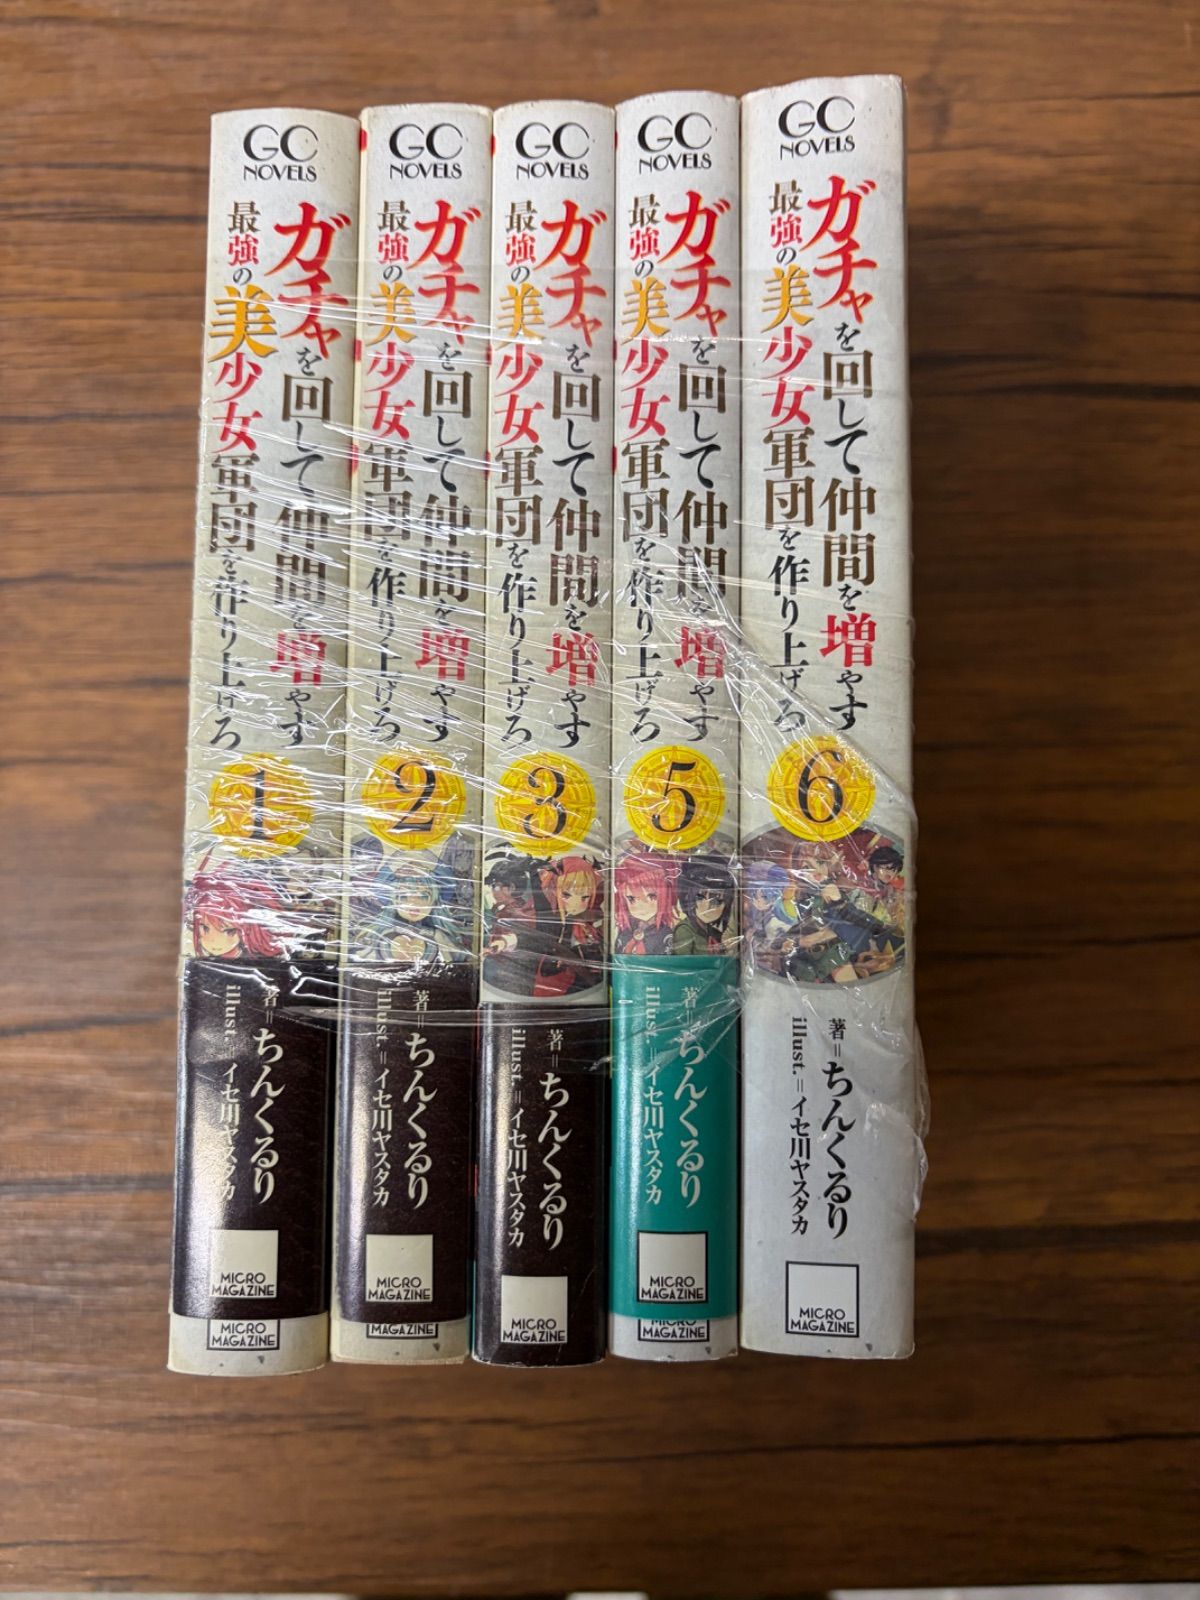 GC
NOVELS
ガチャを回して仲間を増やす
最強の美少女軍団を作り上げろ
1
著=ちんくるり
illust.=イセ川ヤスタカ
MICRO
MAGAZINE
MICRO
MAGAZINE
GC
NOVELS
ガチャを回して仲間を増やす
最強の美少女軍団を作り上げろ
2
著=ちんくるり
illust.=イセ川ヤスタカ
MICRO
MAGAZINE
MAGAZINE
GC
NOVELS
ガチャを回して仲間を増やす
最強の美少女軍団を作り上げろ
3
著=ちんくるり
illust.=イセ川ヤスタカ
MICRO
MAGAZINE
GC
NOVELS
ガチャを回して仲間を増やす
最強の美少女軍団を作り上げろ
5
著=ちんくるり
illust.=イセ川ヤスタカ
MICRO
MAGAZINE
MAGAZINE
GC
NOVELS
ガチャを回して仲間を増やす
最強の美少女軍団を作り上げろ
6
著=ちんくるり
illust.=イセ川ヤスタカ
MICRO
MAGAZINE